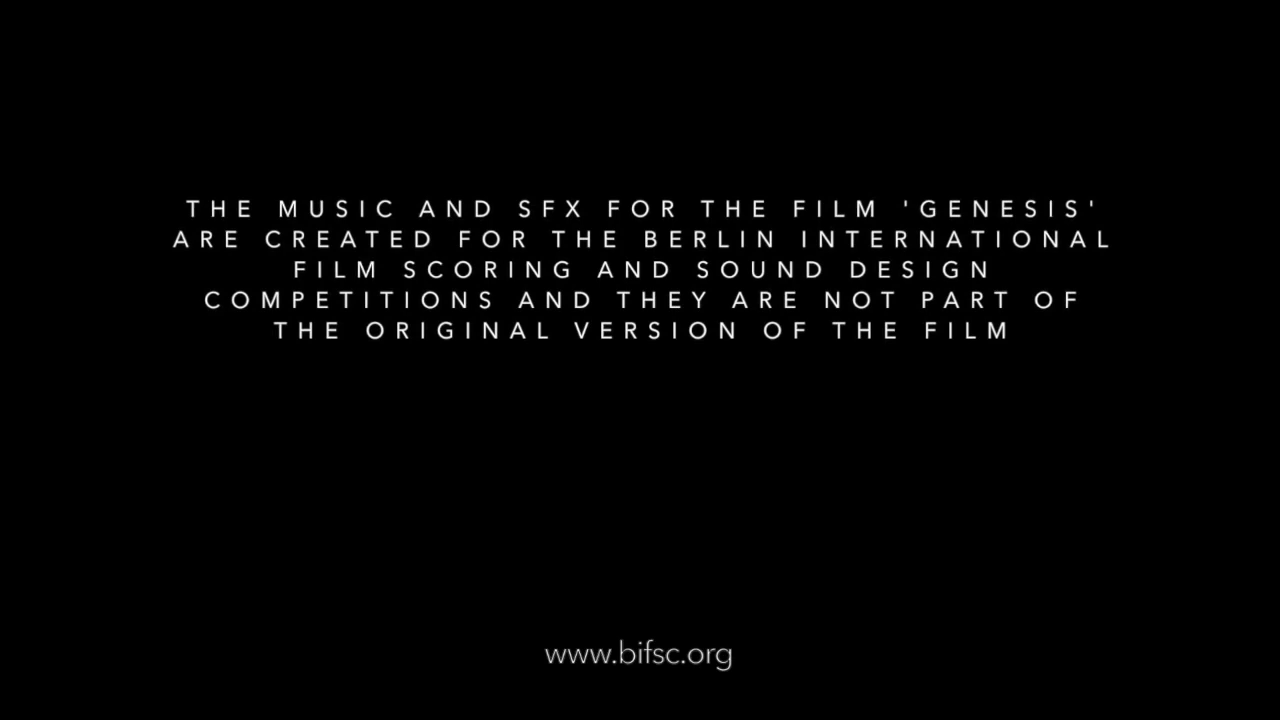 THE MUSIC AND SFX FOR THE FILM 'GENESIS'
ARE CREATED FOR THE BERLIN INTERNATIONAL
FILM SCORING AND SOUND DESIGN
COMPETITIONS AND THEY ARE NOT PART OF
THE ORIGINAL VERSION OF THE FILM
www.bifsc.org